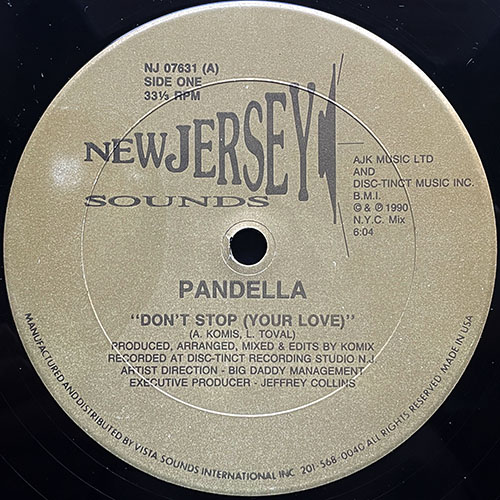 NJ 07631 (A)
SIDE ONE
33⅓ RPM
NEW JERSEY
SOUNDS
AJK MUSIC LTD
AND
DISC-TINCT MUSIC INC.
B.M.I.
© & ℗ 1990
N.Y.C. Mix
6:04
PANDELLA
"DON'T STOP (YOUR LOVE)"
(A. KOMIS, L. TOVAL)
PRODUCED, ARRANGED, MIXED & EDITS BY KOMIX
RECORDED AT DISC-TINCT RECORDING STUDIO N.J.
ARTIST DIRECTION - BIG DADDY MANAGEMENT
EXECUTIVE PRODUCER - JEFFREY COLLINS
MANUFACTURED AND DISTRIBUTED BY VISTA SOUNDS INTERNATIONAL INC 201-568-0040 ALL RIGHTS RESERVED MADE IN USA